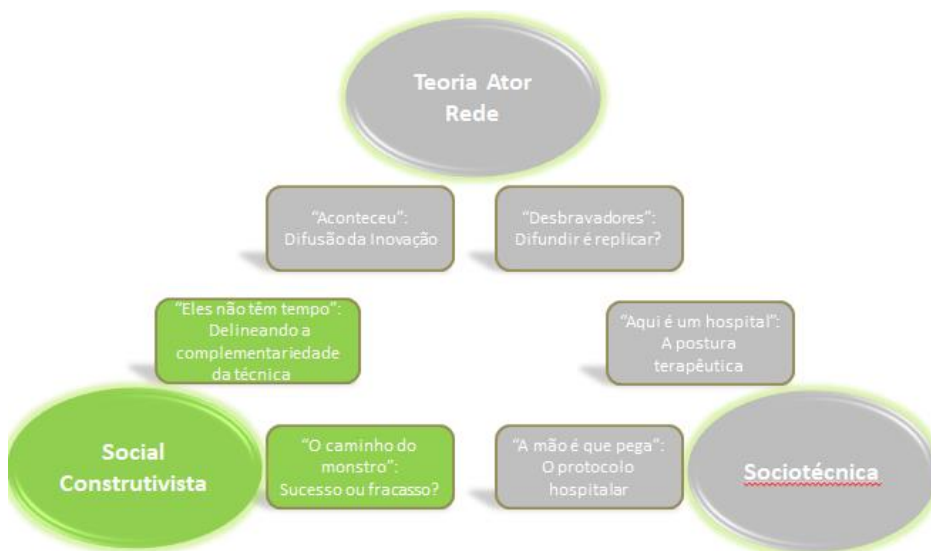 Teoria Ator
Rede
"Aconteceu":
Difusão da Inovação
"Desbravadores":
Difundir é replicar?
"Eles não têm tempo":
Delineando a
complementariedade
da técnica
"Aqui é um hospital":
A postura
terapêutica
Social
Construtivista
"O caminho do
monstro":
Sucesso ou fracasso?
"A mão é que pega":
O protocolo
hospitalar
Sociotécnica